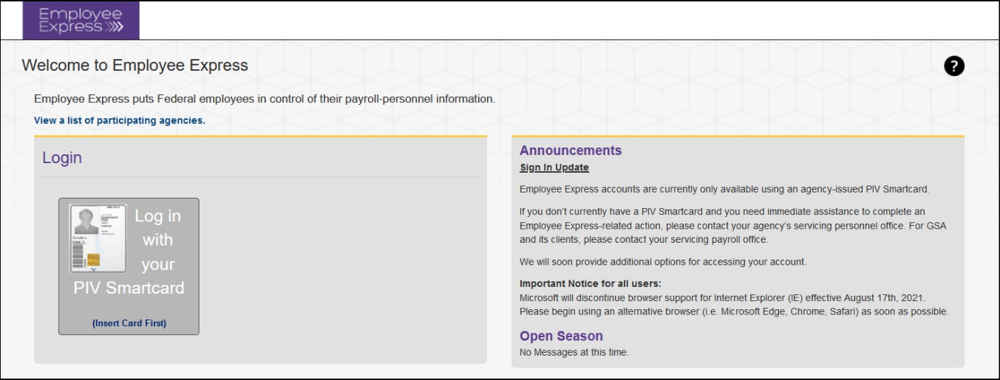 Employee
Express
Welcome to Employee Express
?
Employee Express puts Federal employees in control of their payroll-personnel information.
View a list of participating agencies.
Login
Log in
with
your
PIV Smartcard
(Insert Card First)
Announcements
Sign In Update
Employee Express accounts are currently only available using an agency-issued PIV Smartcard.
If you don't currently have a PIV Smartcard and you need immediate assistance to complete an
Employee Express-related action, please contact your agency's servicing personnel office. For GSA
and its clients, please contact your servicing payroll office.
We will soon provide additional options for accessing your account.
Important Notice for all users:
Microsoft will discontinue browser support for Internet Explorer (IE) effective August 17th, 2021.
Please begin using an alternative browser (i.e. Microsoft Edge, Chrome, Safari) as soon as possible.
Open Season
No Messages at this time.